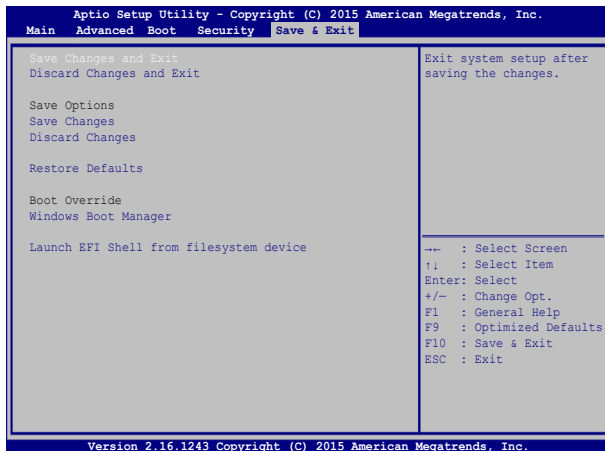 Aptio Setup Utility - Copyright (C) 2015 American Megatrends, Inc.
Main Advanced Boot Security Save & Exit
Save Changes and Exit
Discard Changes and Exit
Save Options
Save Changes
Discard Changes
Restore Defaults
Boot Override
Windows Boot Manager
Launch EFI Shell from filesystem device
Exit system setup after
saving the changes.
→← : Select Screen
↑↓ : Select Item
Enter: Select
+/— : Change Opt.
F1 : General Help
F9 : Optimized Defaults
F10 : Save & Exit
ESC : Exit
Version 2.16.1243 Copyright (C) 2015 American Megatrends, Inc.